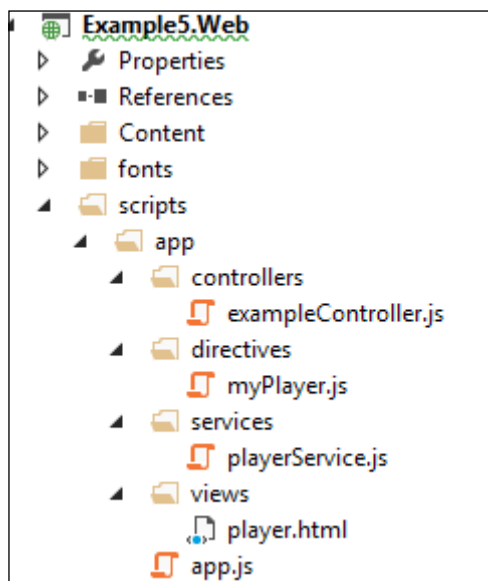 Example5.Web
Properties
References
Content
fonts
scripts
app
controllers
exampleController.js
directives
myPlayer.js
services
playerService.js
views
player.html
app.js